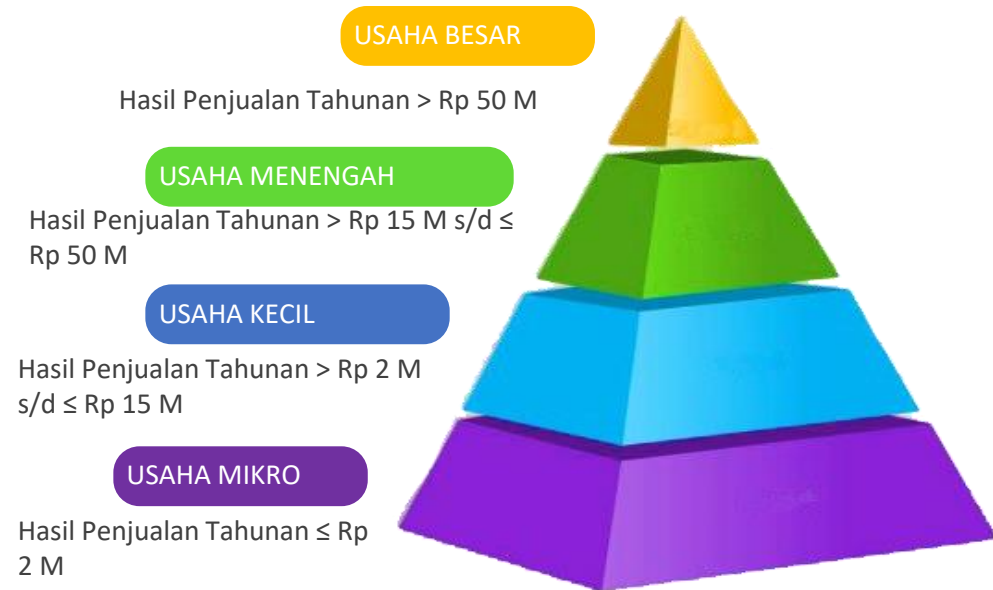 USAHA BESAR
Hasil Penjualan Tahunan > Rp 50 M
USAHA MENENGAH
Hasil Penjualan Tahunan > Rp 15 M s/d ≤
Rp 50 M
USAHA KECIL
Hasil Penjualan Tahunan > Rp 2 M
s/d ≤ Rp 15 M
USAHA MIKRO
Hasil Penjualan Tahunan ≤ Rp
2 M